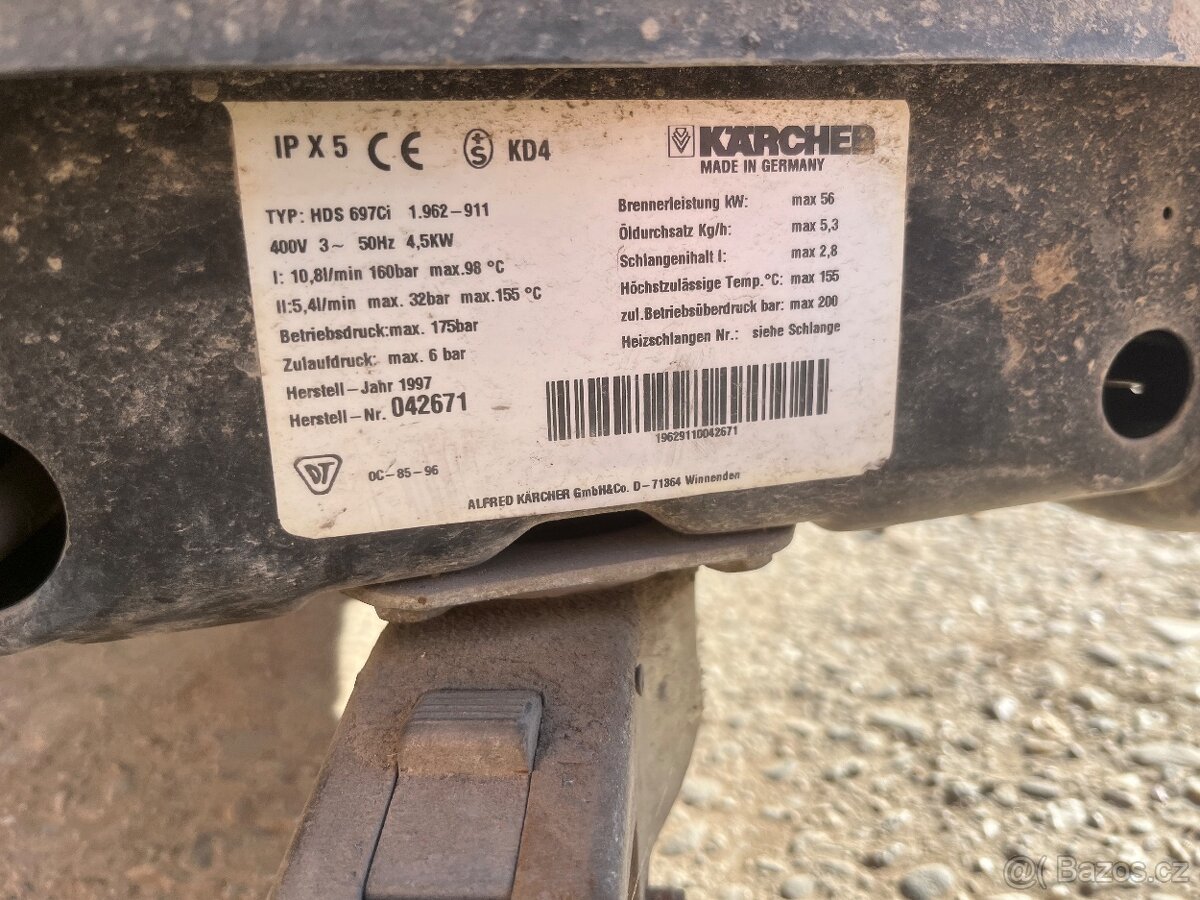 IP X 5 CE S KD4
KÄRCHER
MADE IN GERMANY
TYP: HDS 697Ci 1.962-911
400V 3~ 50Hz 4,5KW
I: 10,8l/min 160bar max.98 °C
II:5,4l/min max. 32bar max.155 °C
Betriebsdruck:max. 175bar
Zulaufdruck: max. 6 bar
Herstell-Jahr 1997
Herstell-Nr. 042671
Brennerleistung kW: max 56
Öldurchsatz Kg/h: max 5,3
Schlangenihalt l: max 2,8
Höchstzulässige Temp.°C: max 155
zul.Betriebsüberdruck bar: max 200
Heizschlangen Nr.: siehe Schlange
19629110042671
DT OC-85-96
ALFRED KÄRCHER GmbH&Co. D-71364 Winnenden
@( Bazos.cz